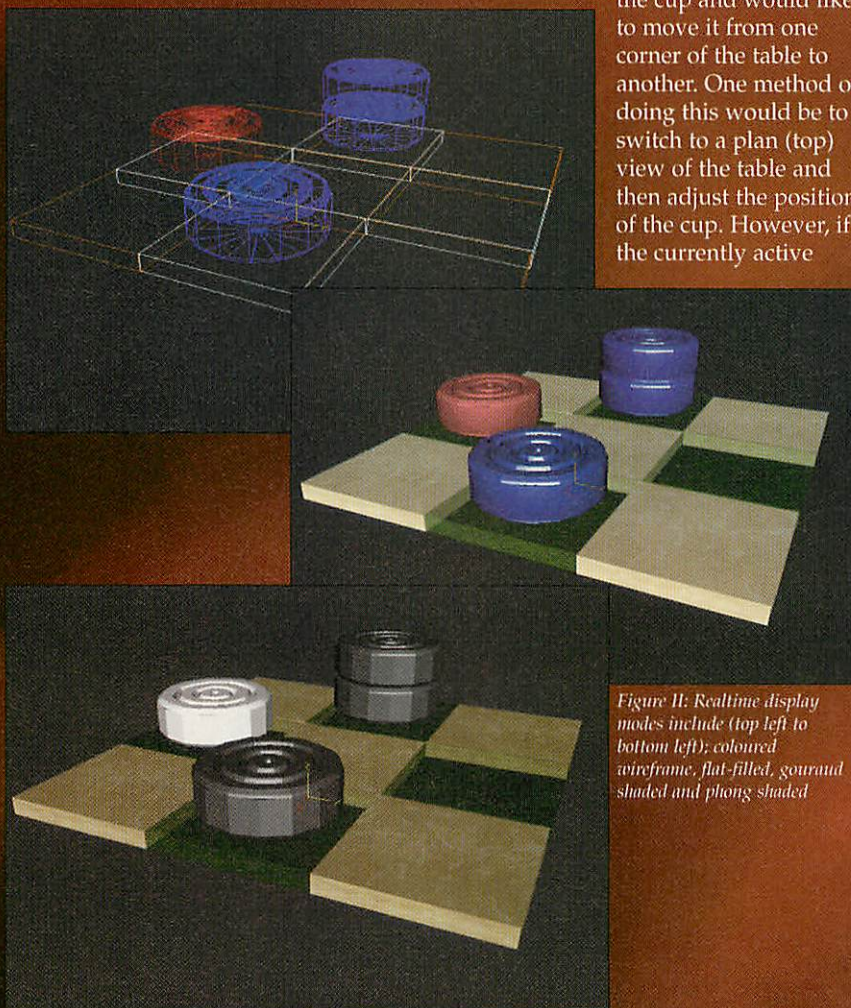 the cup and would like
to move it from one
corner of the table to
another. One method o
doing this would be to
switch to a plan (top)
view of the table and
then adjust the position
of the cup. However, if
the currently active
Figure II: Realtime display
modes include (top left to
bottom left); coloured
wireframe, flat-filled, gouraud
shaded and phong shaded